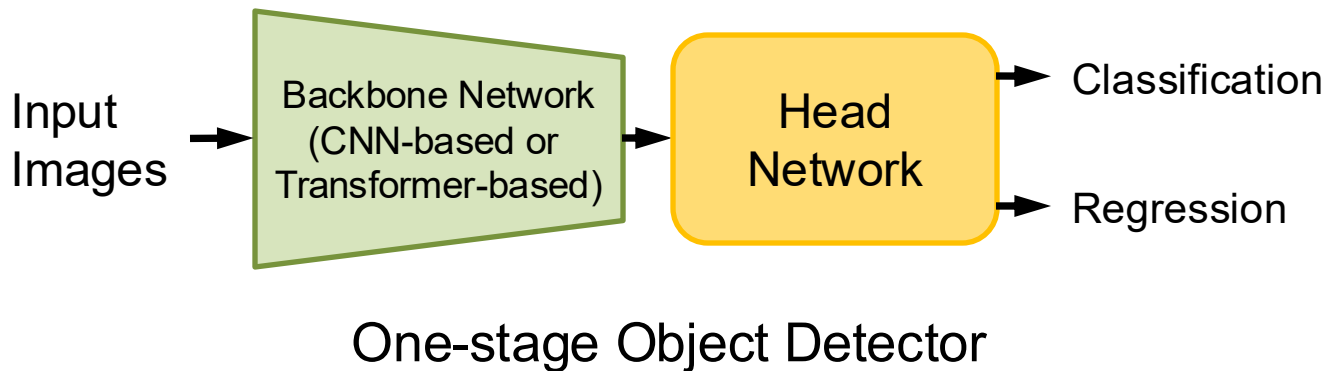 Input
Images
Backbone Network
(CNN-based or
Transformer-based)
Head
Network
Classification
Regression
One-stage Object Detector